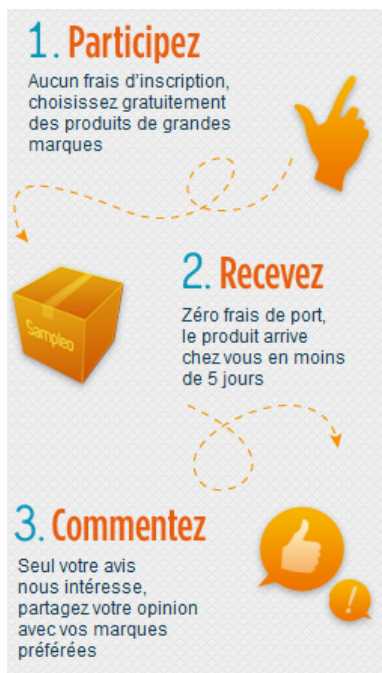 1. Participez
Aucun frais d'inscription,
choisissez gratuitement
des produits de grandes
marques
Sampleo
2. Recevez
Zéro frais de port,
le produit arrive
chez vous en moins
de 5 jours
3. Commentez
Seul votre avis
nous intéresse,
partagez votre opinion
avec vos marques
préférées
!